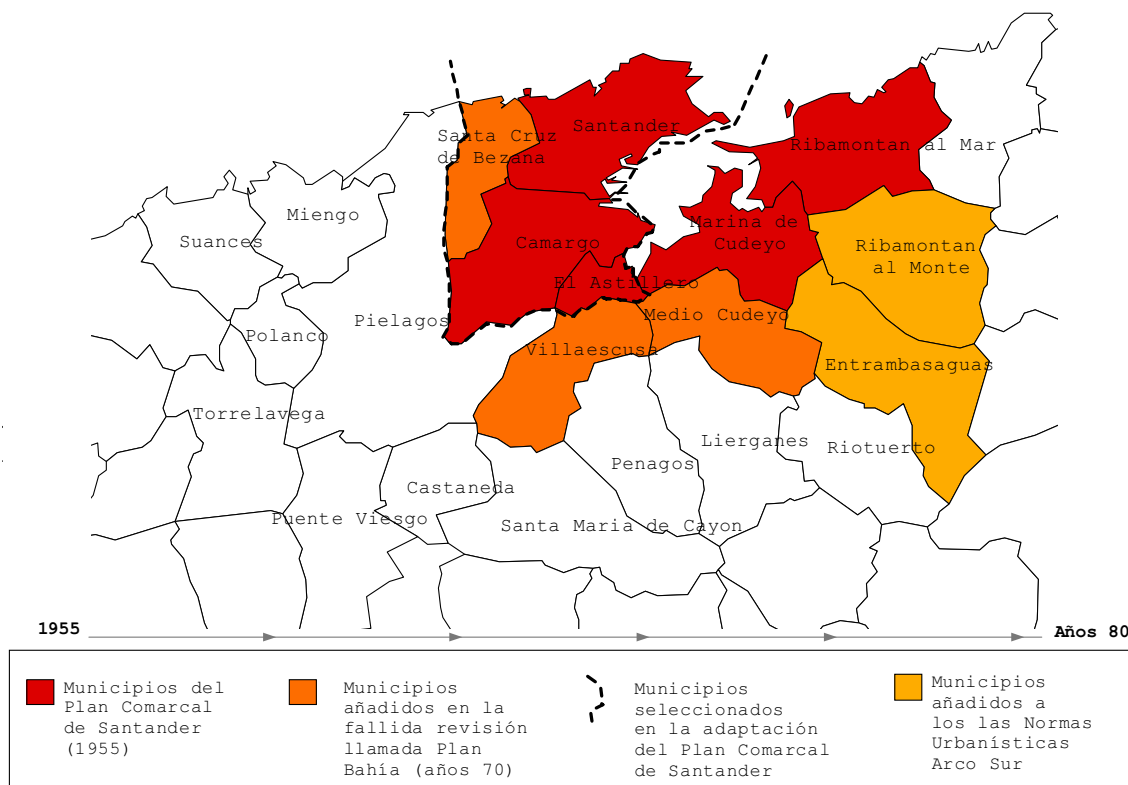 Santander
Santa Cruz
de Bezana
Ribamontan al Mar
Miengo
Suances
Camargo
Marina de
Cudeyo
Ribamontan
al Monte
El Astillero
Pielagos
Medio Cudeyo
Polanco
Villaescusa
Entrambasaguas
Torrelavega
Lierganes
Riotuerto
Penagos
Castaneda
Puente Viesgo
Santa Maria de Cayon
1955
Años 80
Municipios del
Plan Comarcal
de Santander
(1955)
Municipios
añadidos en la
fallida revisión
llamada Plan
Bahía (años 70)
Municipios
seleccionados
en la adaptación
del Plan Comarcal
de Santander
Municipios
añadidos a
los las Normas
Urbanísticas
Arco Sur